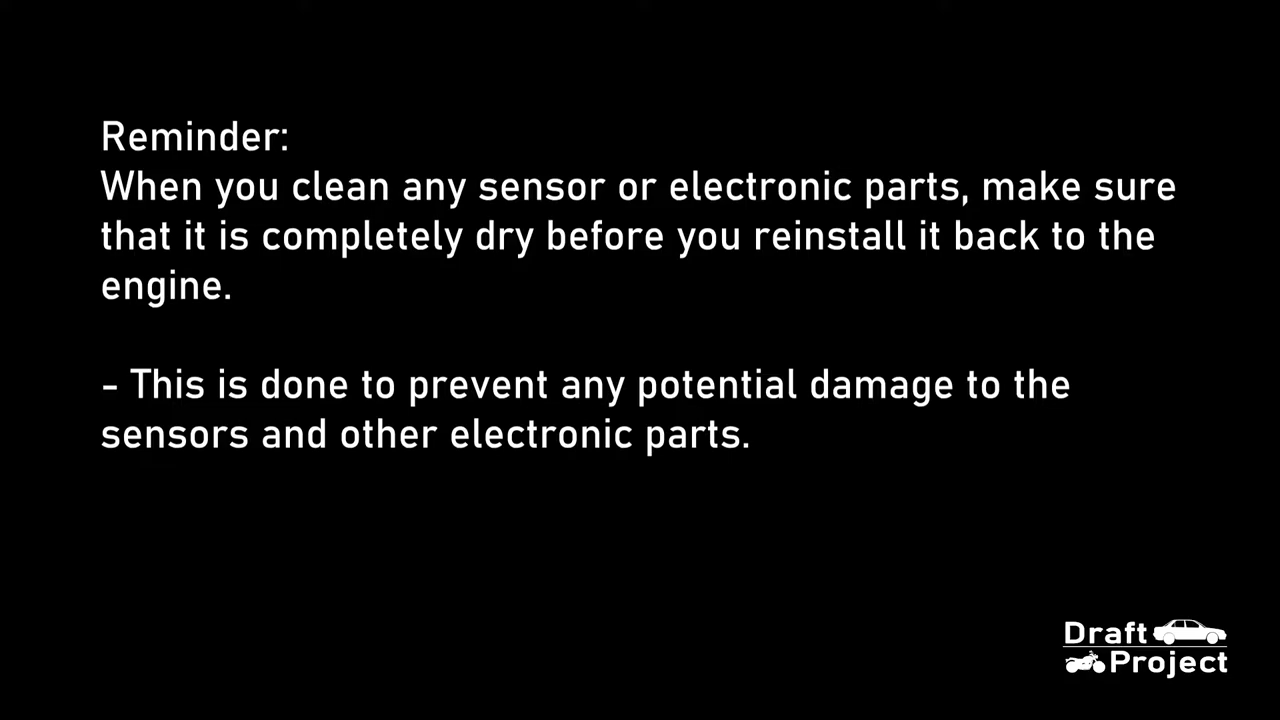 Reminder:
When you clean any sensor or electronic parts, make sure
that it is completely dry before you reinstall it back to the
engine.
- This is done to prevent any potential damage to the
sensors and other electronic parts.
Draft
Project